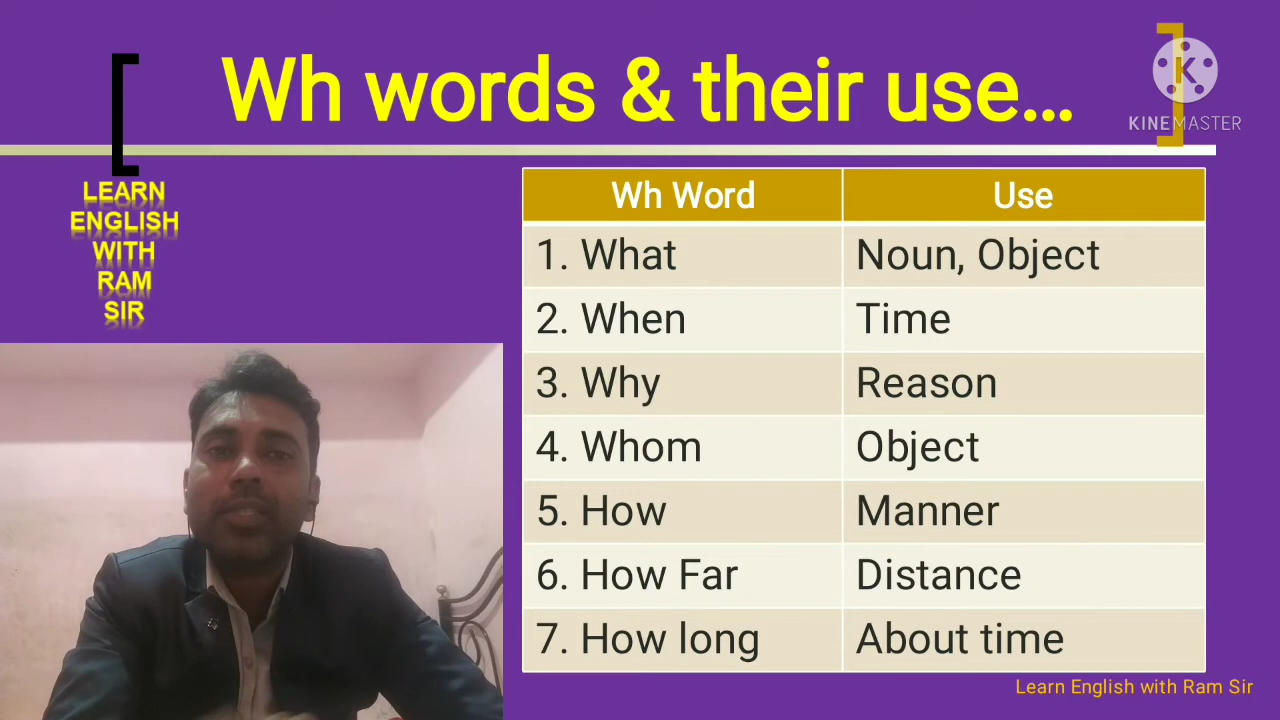 Wh words & their use...
KINEMASTER
LEARN
ENGLISH
WITH
RAM
SIR
Wh Word Use
1. What Noun, Object
2. When Time
3. Why Reason
4. Whom Object
5. How Manner
6. How Far Distance
7. How long About time
Learn English with Ram Sir